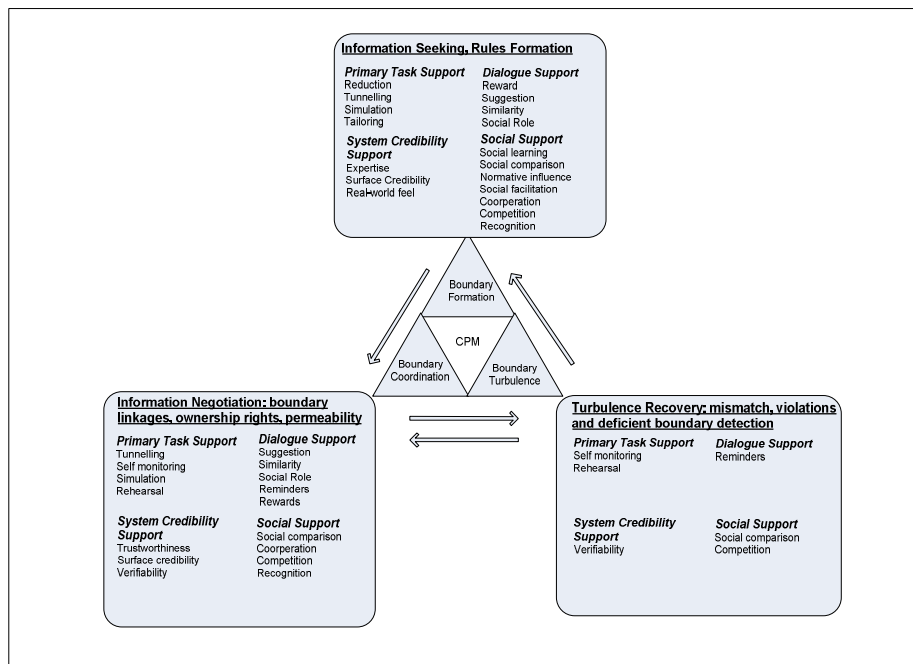 Information Seeking, Rules Formation
Primary Task Support
Reduction
Tunnelling
Simulation
Tailoring
Dialogue Support
Reward
Suggestion
Similarity
Social Role
System Credibility
Support
Expertise
Surface Credibility
Real-world feel
Social Support
Social learning
Social comparison
Normative influence
Social facilitation
Coorperation
Competition
Recognition
Boundary
Formation
CPM
Boundary
Coordination
Boundary
Turbulence
Information Negotiation: boundary
linkages, ownership rights, permeability
Primary Task Support
Tunnelling
Self monitoring
Simulation
Rehearsal
Dialogue Support
Suggestion
Similarity
Social Role
Reminders
Rewards
System Credibility
Support
Trustworthiness
Surface credibility
Verifiability
Social Support
Social comparison
Coorperation
Competition
Recognition
Turbulence Recovery: mismatch, violations
and deficient boundary detection
Primary Task Support
Self monitoring
Rehearsal
Dialogue Support
Reminders
System Credibility
Support
Verifiability
Social Support
Social comparison
Competition